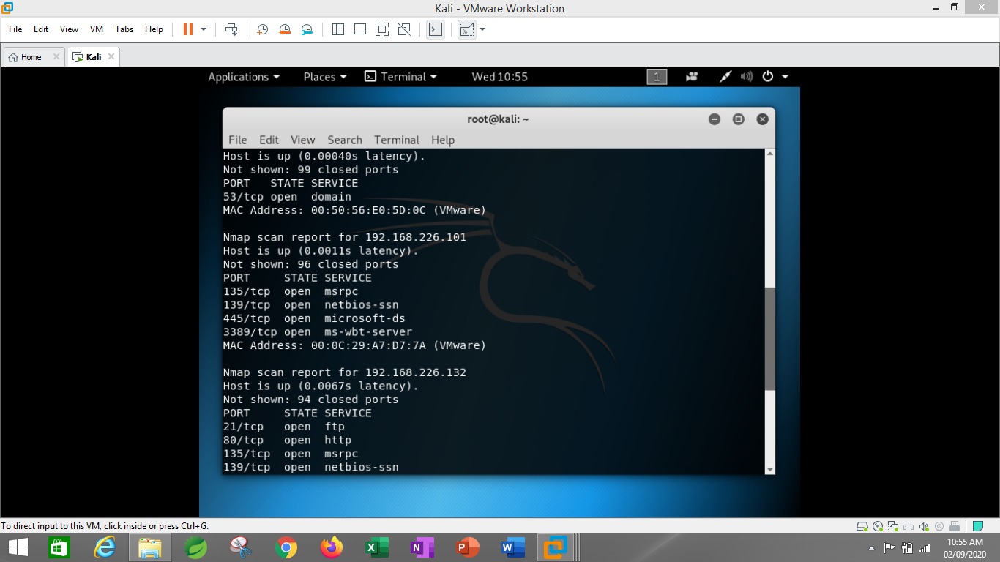 Kali - VMware Workstation
File Edit View VM Tabs Help
Home
Kali
Applications Places Terminal Wed 10:55 1
root@kali: ~
File Edit View Search Terminal Help
Host is up (0.00040s latency).
Not shown: 99 closed ports
PORT   STATE SERVICE
53/tcp open  domain
MAC Address: 00:50:56:E0:5D:0C (VMware)
Nmap scan report for 192.168.226.101
Host is up (0.0011s latency).
Not shown: 96 closed ports
PORT     STATE SERVICE
135/tcp  open  msrpc
139/tcp  open  netbios-ssn
445/tcp  open  microsoft-ds
3389/tcp open  ms-wbt-server
MAC Address: 00:0C:29:A7:D7:7A (VMware)
Nmap scan report for 192.168.226.132
Host is up (0.0067s latency).
Not shown: 94 closed ports
PORT     STATE SERVICE
21/tcp   open  ftp
80/tcp   open  http
135/tcp  open  msrpc
139/tcp  open  netbios-ssn
To direct input to this VM, click inside or press Ctrl+G.
10:55 AM
02/09/2020